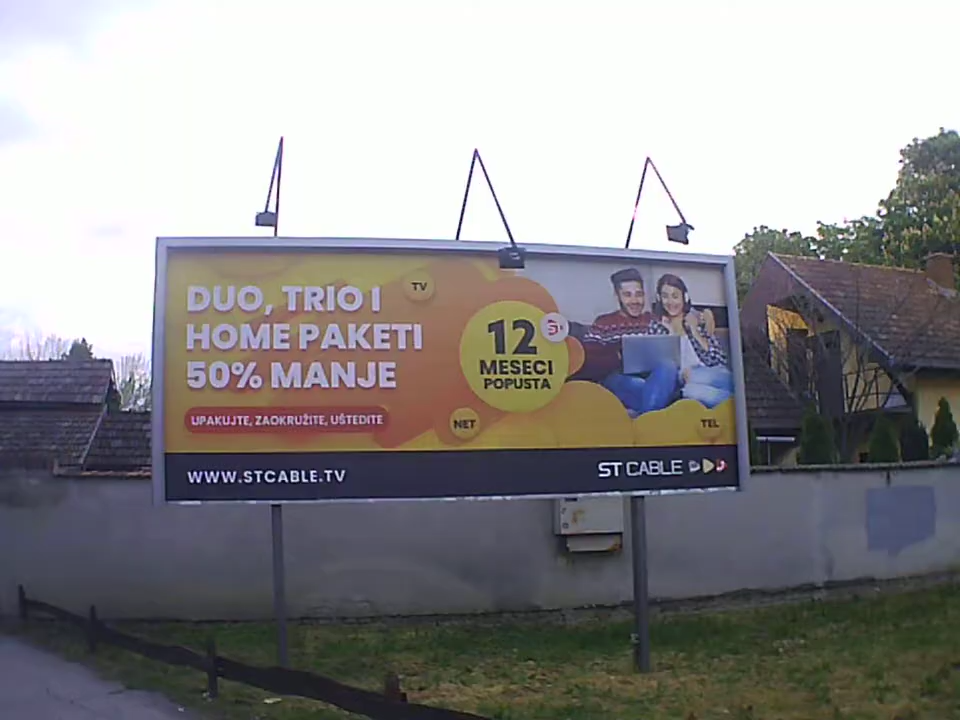 DUO, TRIO I
HOME PAKETI
50% MANJE
UPAKUJTE, ZAOKRUŽITE, UŠTEDITE
TV
12
MESECI
POPUSTA
NET
TEL
WWW.STCABLE.TV
ST CABLE